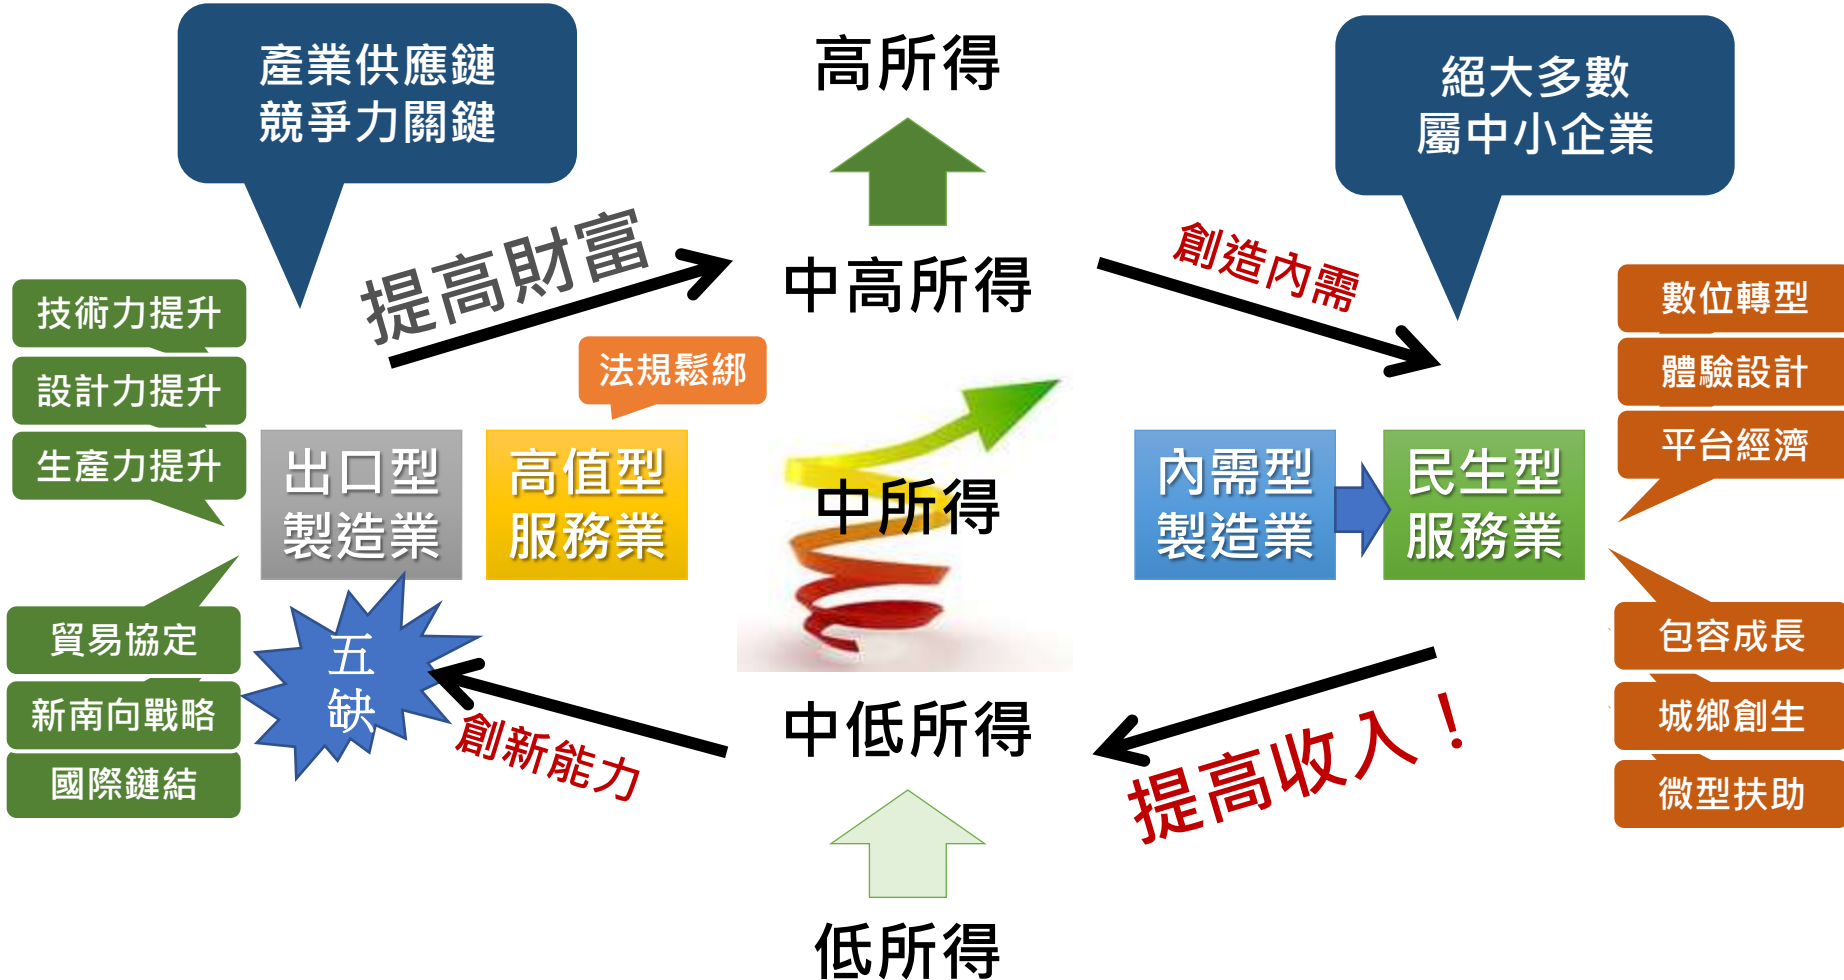 產業供應鏈
競爭力關鍵
高所得
絕大多數
屬中小企業
提高財富
中高所得
創造內需
技術力提升
設計力提升
生產力提升
法規鬆綁
數位轉型
體驗設計
平台經濟
出口型
製造業
高值型
服務業
中所得
內需型
製造業
民生型
服務業
貿易協定
新南向戰略
國際鏈結
五
缺
創新能力
中低所得
提高收入！
包容成長
城鄉創生
微型扶助
低所得